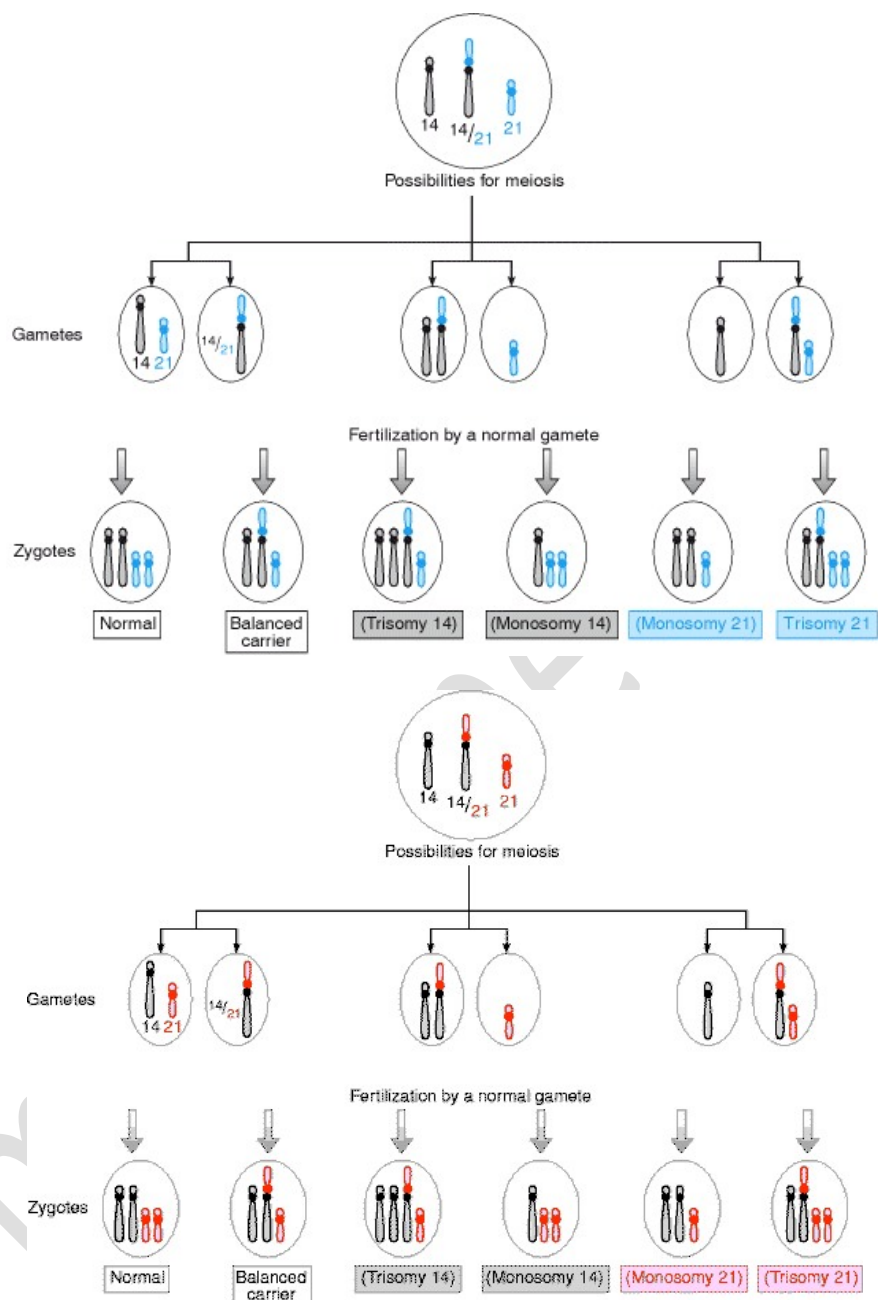 14 14/21 21
Possibilities for meiosis
Gametes
14 21
14/21
Fertilization by a normal gamete
Zygotes
Normal
Balanced
carrier
(Trisomy 14)
(Monosomy 14)
(Monosomy 21)
Trisomy 21
14 14/21 21
Possibilities for meiosis
Gametes
14 21
14/21
Fertilization by a normal gamete
Zygotes
Normal
Balanced
carrier
(Trisomy 14)
(Monosomy 14)
(Monosomy 21)
(Trisomy 21)